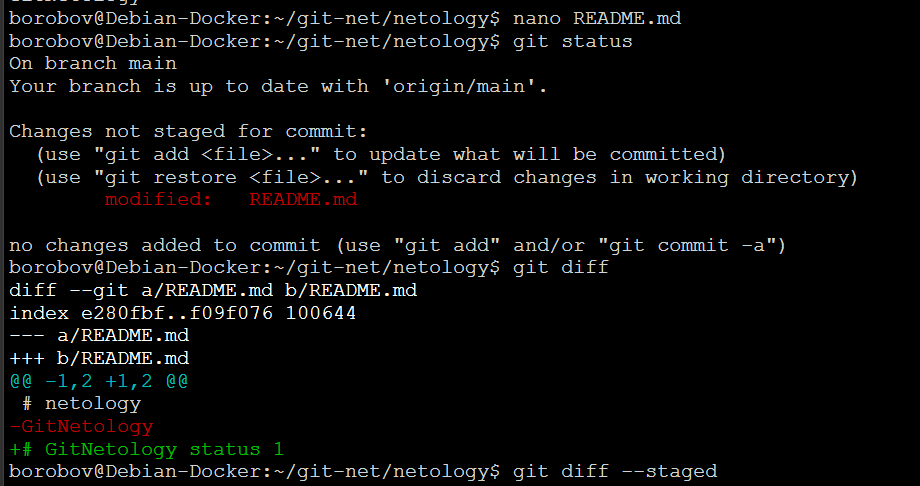 borobov@Debian-Docker:~/git-net/netology$ nano README.md
borobov@Debian-Docker:~/git-net/netology$ git status
On branch main
Your branch is up to date with 'origin/main'.

Changes not staged for commit:
  (use "git add <file>..." to update what will be committed)
  (use "git restore <file>..." to discard changes in working directory)
        modified:   README.md

no changes added to commit (use "git add" and/or "git commit -a")
borobov@Debian-Docker:~/git-net/netology$ git diff
diff --git a/README.md b/README.md
index e280fbf..f09f076 100644
--- a/README.md
+++ b/README.md
@@ -1,2 +1,2 @@
 # netology
-GitNetology
+# GitNetology status 1
borobov@Debian-Docker:~/git-net/netology$ git diff --staged